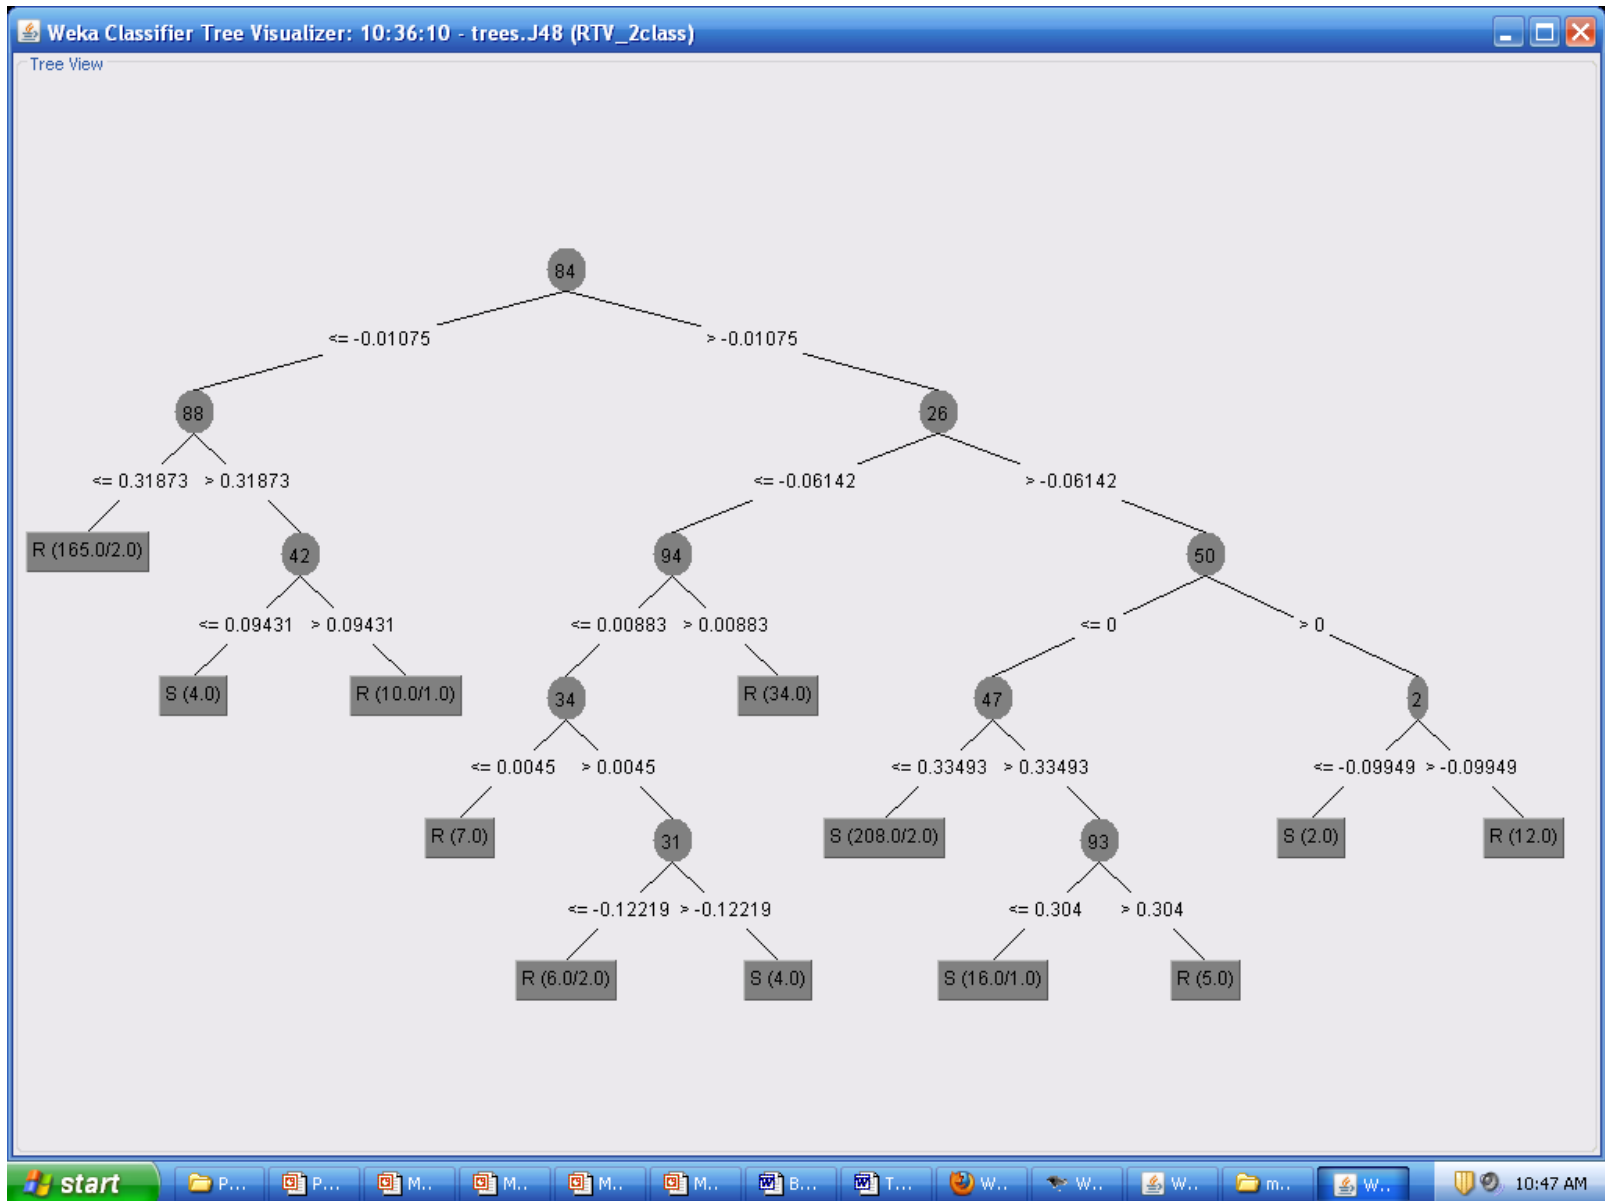 Weka Classifier Tree Visualizer: 10:36:10 - trees.J48 (RTV_2class)
Tree View
84
<= -0.01075 > -0.01075
88 26
<= 0.31873 > 0.31873 <= -0.06142 > -0.06142
R (165.0/2.0) 42 94 50
<= 0.09431 > 0.09431 <= 0.00883 > 0.00883 <= 0 > 0
S (4.0) R (10.0/1.0) 34 R (34.0) 47 2
<= 0.0045 > 0.0045 <= 0.33493 > 0.33493 <= -0.09949 > -0.09949
R (7.0) 31 S (208.0/2.0) 93 S (2.0) R (12.0)
<= -0.12219 > -0.12219 <= 0.304 > 0.304
R (6.0/2.0) S (4.0) S (16.0/1.0) R (5.0)
start P... P... M.. M.. M.. M.. B... T... W.. W.. W.. m.. W.. 10:47 AM